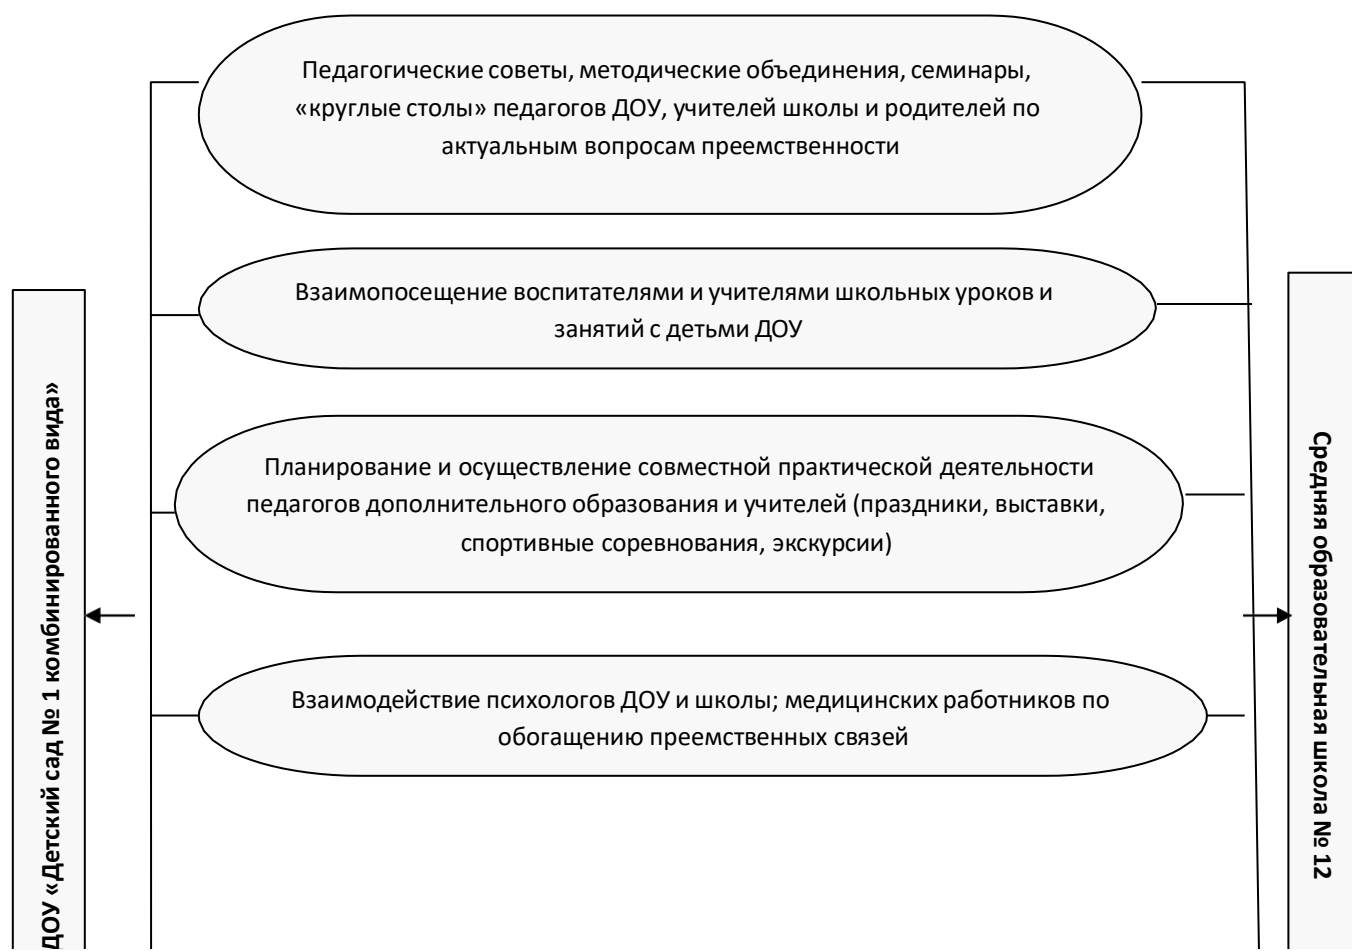 Педагогические советы, методические объединения, семинары,
«круглые столы» педагогов ДОУ, учителей школы и родителей по
актуальным вопросам преемственности
Взаимопосещение воспитателями и учителями школьных уроков и
занятий с детьми ДОУ
Планирование и осуществление совместной практической деятельности
педагогов дополнительного образования и учителей (праздники, выставки,
спортивные соревнования, экскурсии)
Взаимодействие психологов ДОУ и школы; медицинских работников по
обогащению преемственных связей
ДОУ «Детский сад № 1 комбинированного вида»
Средняя образовательная школа № 12